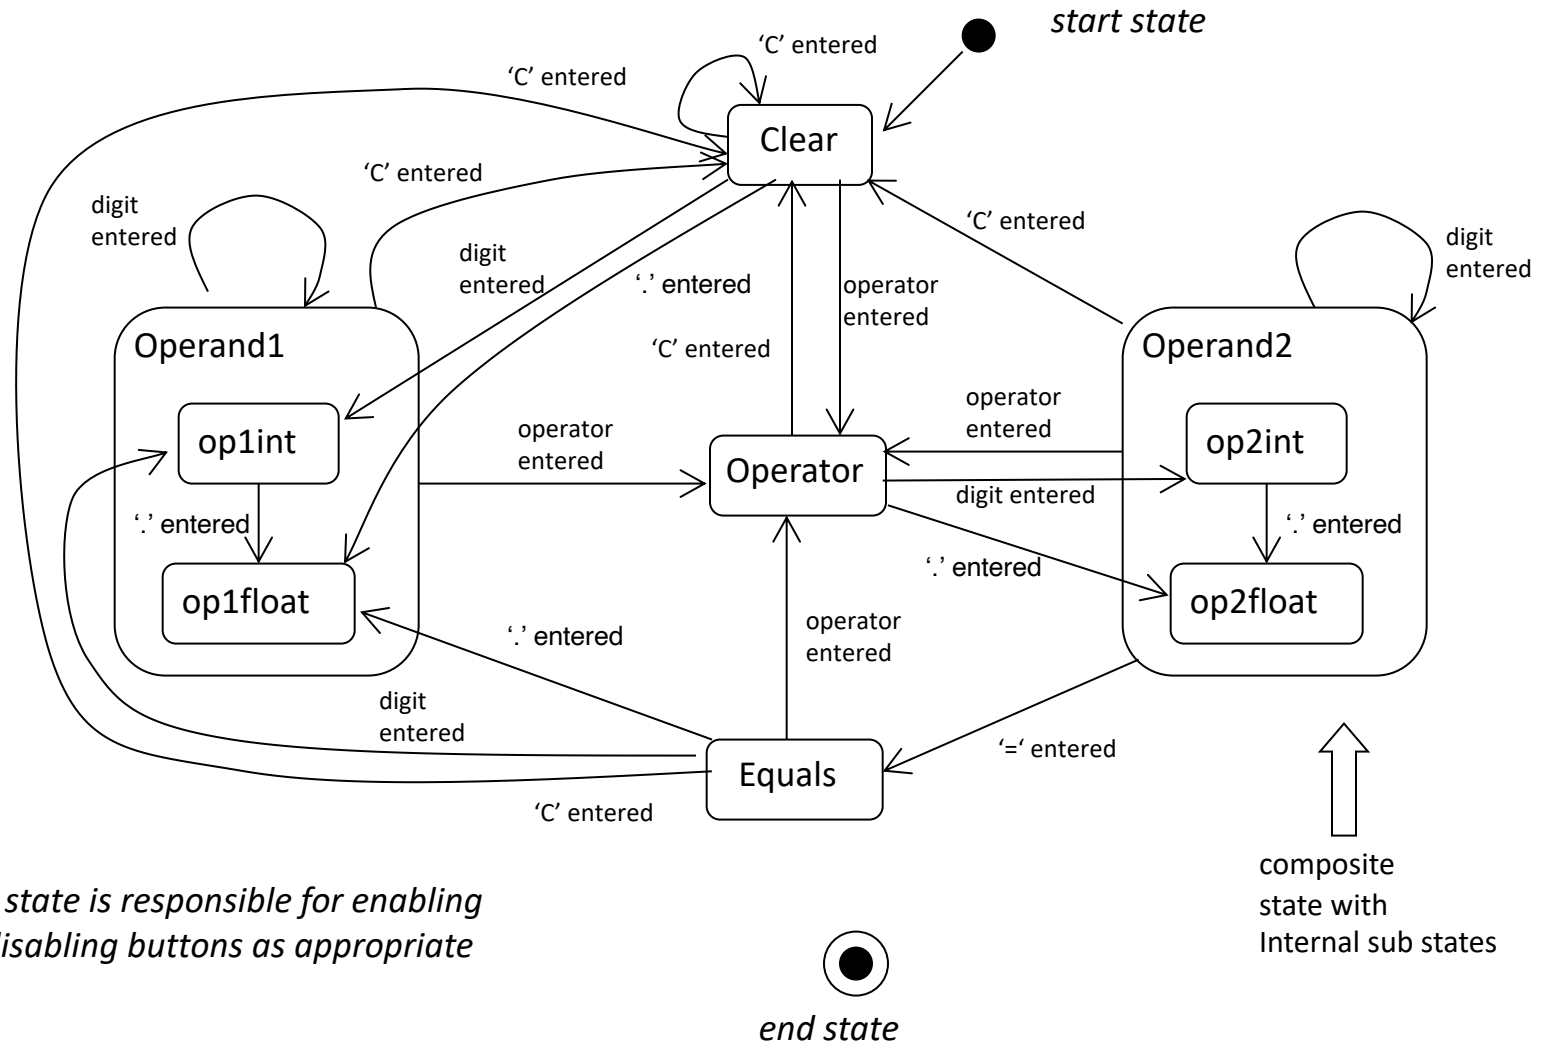 start state
‘C’ entered
‘C’ entered
Clear
‘C’ entered
digit
entered
‘C’ entered
digit
entered
digit
entered
‘.’ entered
operator
entered
Operand1
‘C’ entered
Operand2
operator
entered
operator
entered
op1int
Operator
op2int
digit entered
‘.’ entered
‘.’ entered
‘.’ entered
op1float
op2float
‘.’ entered
operator
entered
digit
entered
‘=‘ entered
Equals
‘C’ entered
composite
state with
Internal sub states
state is responsible for enabling
disabling buttons as appropriate
end state